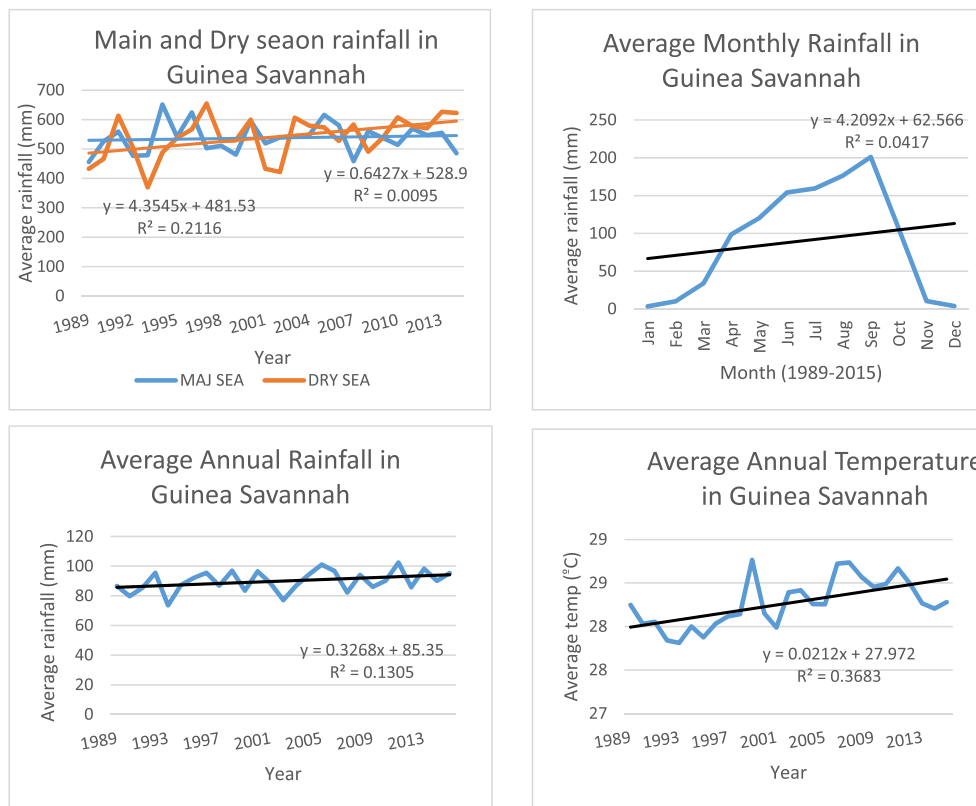 Main and Dry seaon rainfall in
Guinea Savannah
Average rainfall (mm)
700
600
500
400
300
200
100
0
y = 0.6427x + 528.9
R² = 0.0095
y = 4.3545x + 481.53
R² = 0.2116
1989 1992 1995 1998 2001 2004 2007 2010 2013
Year
MAJ SEA DRY SEA
Average Monthly Rainfall in
Guinea Savannah
Average rainfall (mm)
250
200
150
100
50
0
y = 4.2092x + 62.566
R² = 0.0417
Jan Feb Mar Apr May Jun Jul Aug Sep Oct Nov Dec
Month (1989-2015)
Average Annual Rainfall in
Guinea Savannah
Average rainfall (mm)
120
100
80
60
40
20
0
y = 0.3268x + 85.35
R² = 0.1305
1989 1993 1997 2001 2005 2009 2013
Year
Average Annual Temperature
in Guinea Savannah
Average temp (⁰C)
29
29
28
28
27
y = 0.0212x + 27.972
R² = 0.3683
1989 1993 1997 2001 2005 2009 2013
Year